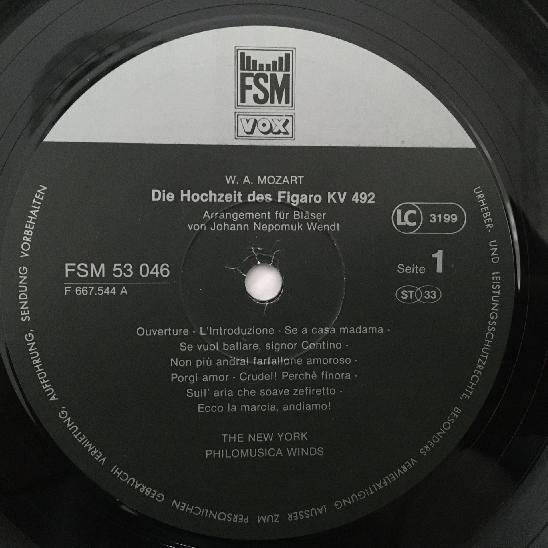 FSM
VOX
W. A. MOZART
Die Hochzeit des Figaro KV 492
Arrangement für Bläser
von Johann Nepomuk Wendt
LC 3199
FSM 53 046
F 667.544 A
Seite 1
ST 33
Ouverture - L'Introduzione - Se a casa madama -
Se vuol ballare, signor Contino -
Non più andrai farfallone amoroso -
Porgi amor - Crudel! Perchè finora -
Sull' aria che soave zefiretto -
Ecco la marcia, andiamo!
THE NEW YORK
PHILOMUSICA WINDS
URHEBER- UND LEISTUNGSSCHUTZRECHTE, BESONDERS VERVIELFÄLTIGUNG (AUSSER ZUM PERSÖNLICHEN GEBRAUCH) VERMIETUNG, AUFFÜHRUNG, SENDUNG VORBEHALTEN